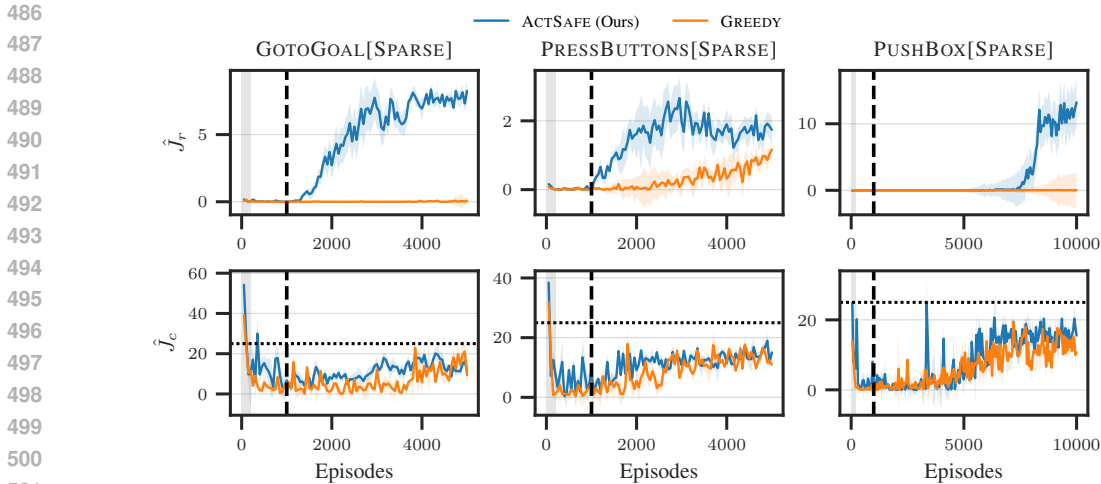 486
487
488
489
490
491
492
493
494
495
496
497
498
499
500
ACTSAFE (Ours) GREEDY
GOTOGOAL[SPARSE] PRESSBUTTONS[SPARSE] PUSHBOX[SPARSE]
Ĵr
5
0
0 2000 4000
2
0
0 2000 4000
10
0
0 5000 10000
Ĵc
60
40
20
0
0 2000 4000
Episodes
40
20
0
0 2000 4000
Episodes
20
0
0 5000 10000
Episodes